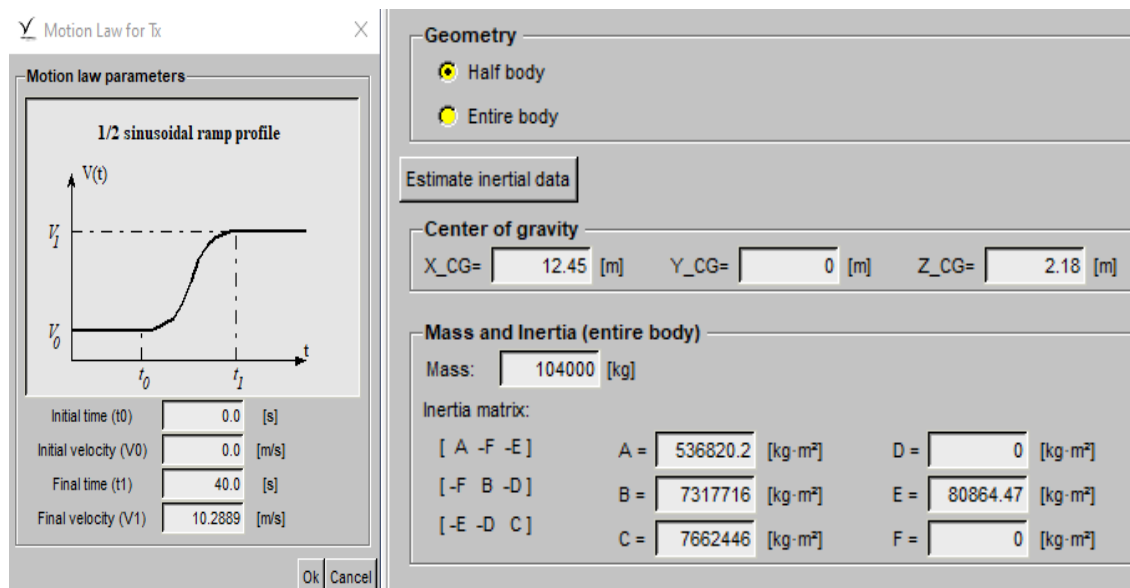 Motion Law for Tx
Motion law parameters
1/2 sinusoidal ramp profile
V(t)
V1
V0
t
t0
t1
Initial time (t0) 0.0 [s]
Initial velocity (V0) 0.0 [m/s]
Final time (t1) 40.0 [s]
Final velocity (V1) 10.2889 [m/s]
Ok Cancel
Geometry
Half body
Entire body
Estimate inertial data
Center of gravity
X_CG= 12.45 [m] Y_CG= 0 [m] Z_CG= 2.18 [m]
Mass and Inertia (entire body)
Mass: 104000 [kg]
Inertia matrix:
[ A -F -E ] A = 536820.2 [kg·m²] D = 0 [kg·m²]
[ -F B -D ] B = 7317716 [kg·m²] E = 80864.47 [kg·m²]
[ -E -D C ] C = 7662446 [kg·m²] F = 0 [kg·m²]